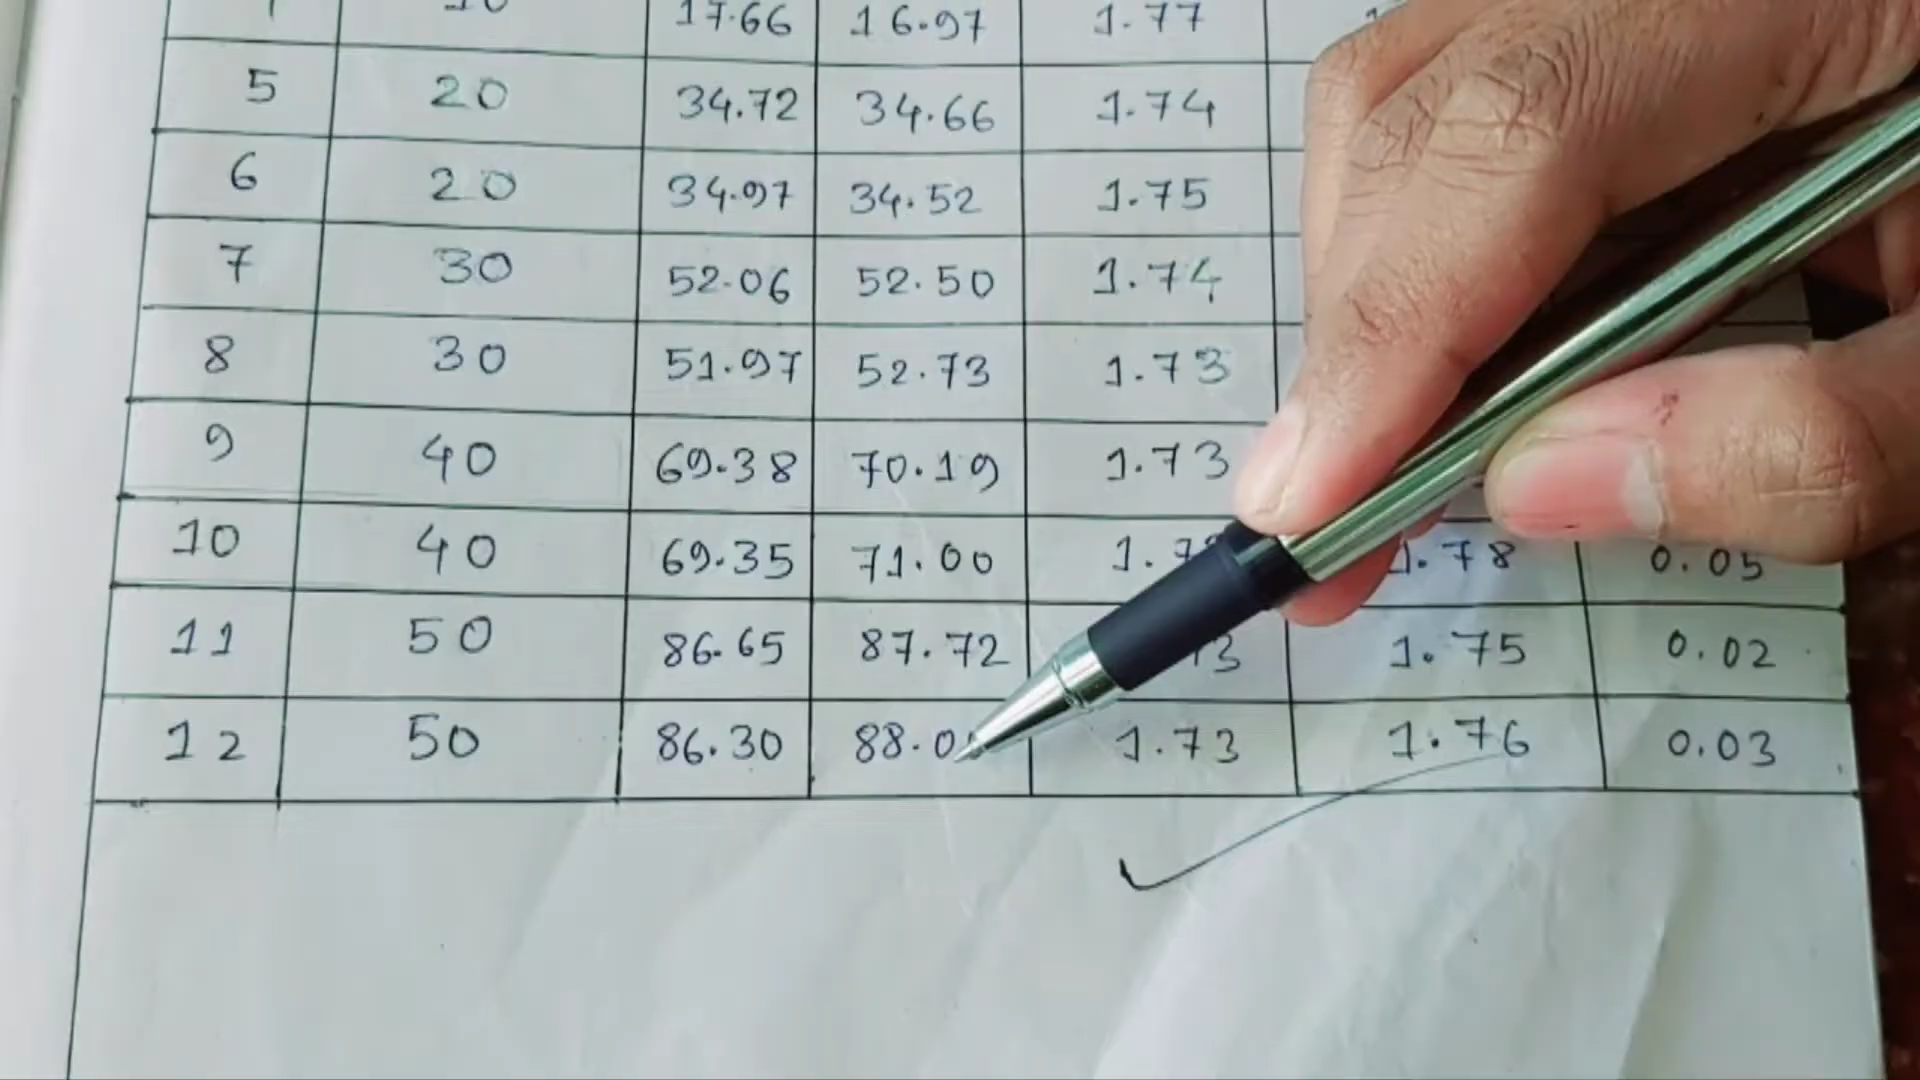 17.66 16.97 1.77
5 20 34.72 34.66 1.74
6 20 34.97 34.52 1.75
7 30 52.06 52.50 1.74
8 30 51.97 52.73 1.73
9 40 69.38 70.19 1.73
10 40 69.35 71.00 1.78 0.05
11 50 86.65 87.72 1.75 0.02
12 50 86.30 1.73 1.76 0.03